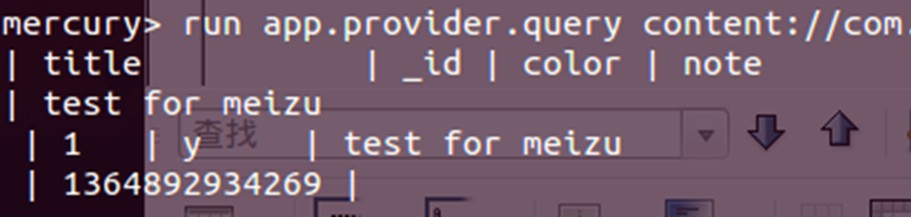 mercury> run app.provider.query content://com.
| title | _id | color | note
| test for meizu
| 1 | y | test for meizu
查找
| 1364892934269 |